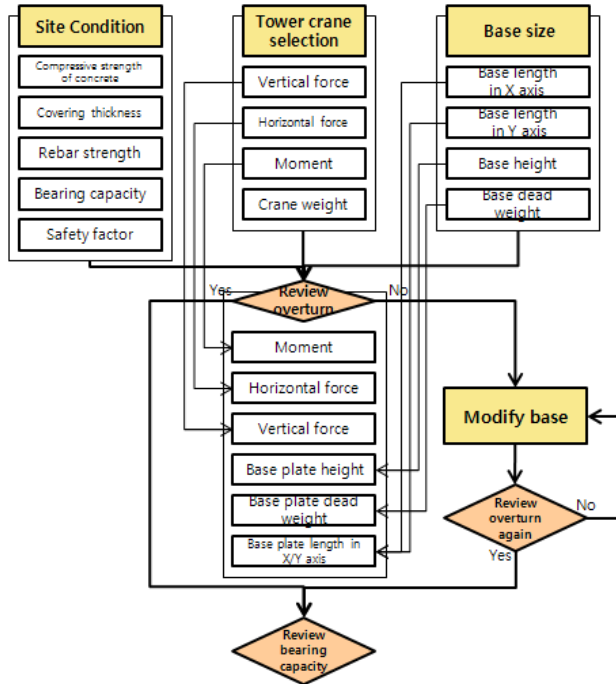 Site Condition
Compressive strength
of concrete
Covering thickness
Rebar strength
Bearing capacity
Safety factor
Tower crane
selection
Vertical force
Horizontal force
Moment
Crane weight
Base size
Base length
in X axis
Base length
in Y axis
Base height
Base dead
weight
Yes
Review
overturn
No
Moment
Horizontal force
Vertical force
Base plate height
Base plate dead
weight
Base plate length in
X/Y axis
Modify base
Review
overturn
again
No
Yes
Review
bearing
capacity